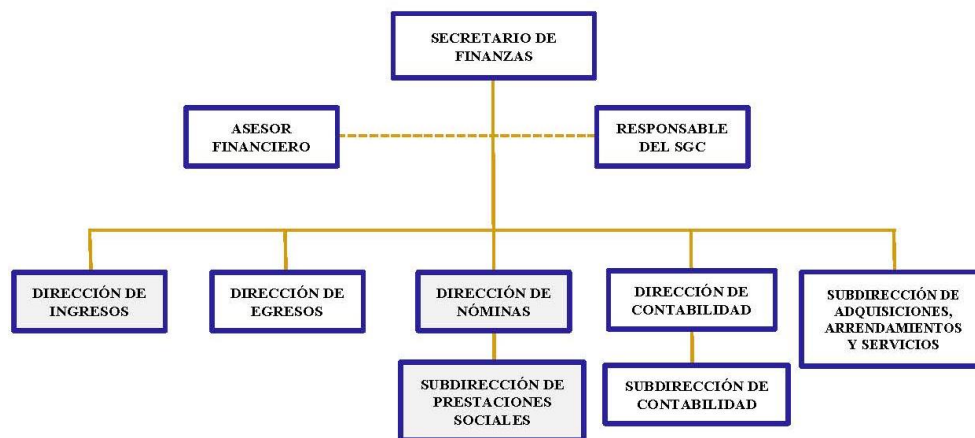 SECRETARIO DE
FINANZAS
ASESOR
FINANCIERO
RESPONSABLE
DEL SGC
DIRECCIÓN DE
INGRESOS
DIRECCIÓN DE
EGRESOS
DIRECCIÓN DE
NÓMINAS
DIRECCIÓN DE
CONTABILIDAD
SUBDIRECCIÓN DE
ADQUISICIONES,
ARRENDAMIENTOS
Y SERVICIOS
SUBDIRECCIÓN DE
PRESTACIONES
SOCIALES
SUBDIRECCIÓN DE
CONTABILIDAD